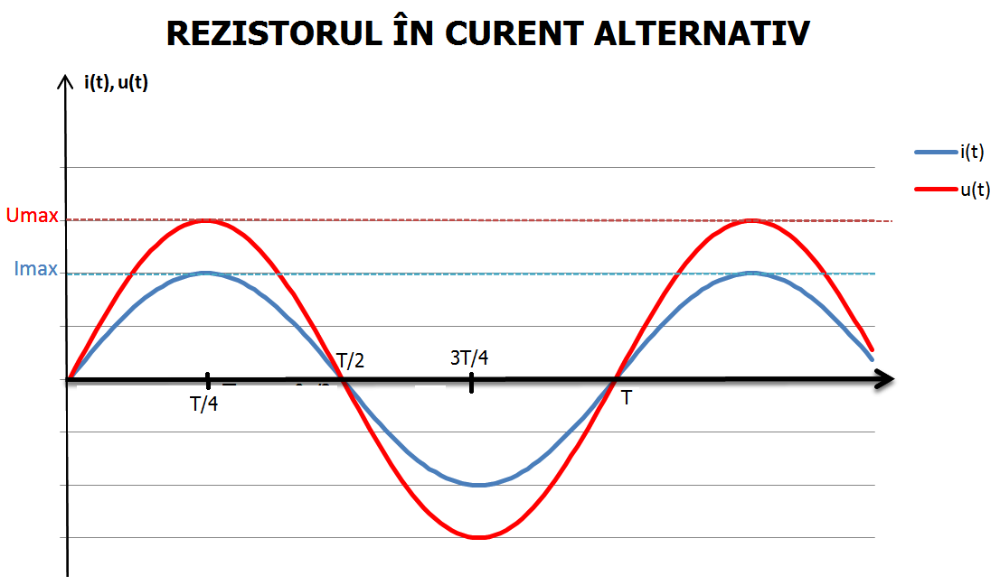 REZISTORUL ÎN CURENT ALTERNATIV
i(t), u(t)
i(t)
u(t)
Umax
Imax
T/2
3T/4
T/4
T